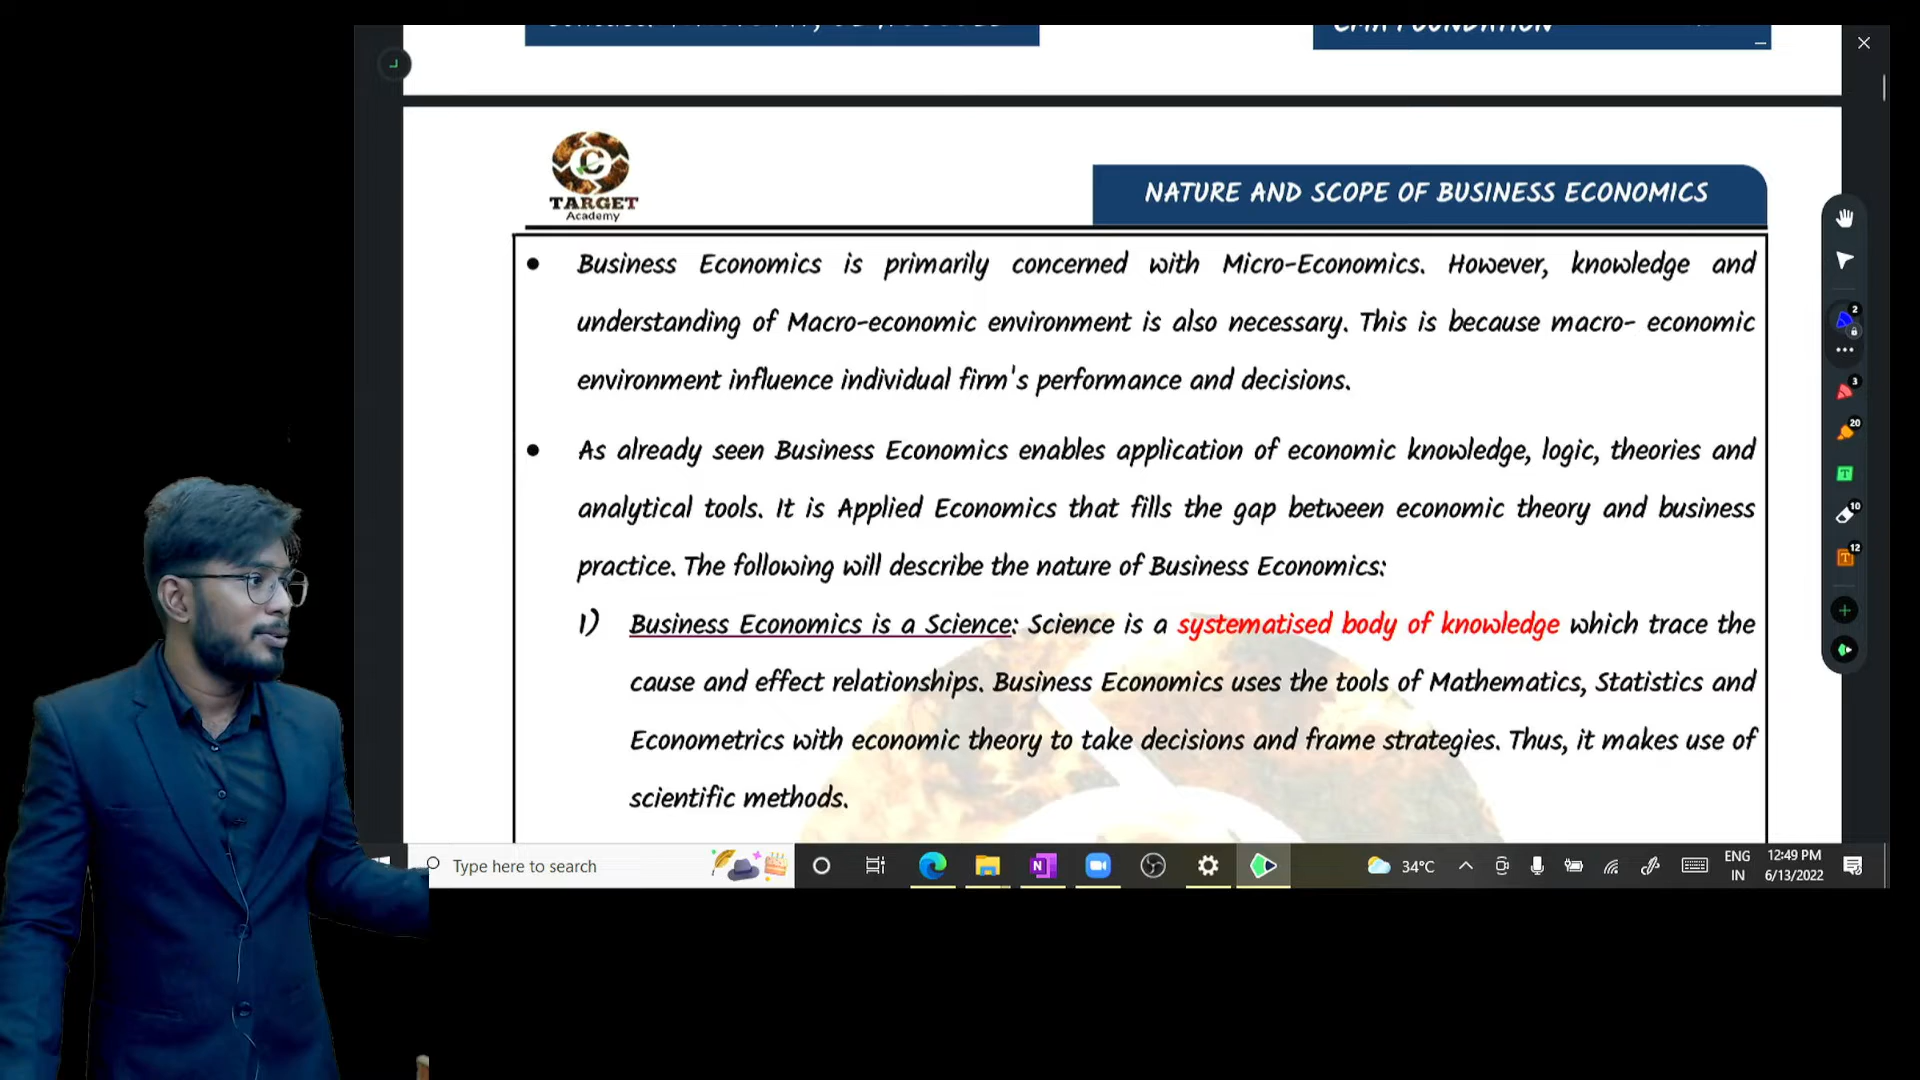 CMA FOUNDATION
TARGET
Academy
NATURE AND SCOPE OF BUSINESS ECONOMICS
• Business Economics is primarily concerned with Micro-Economics. However, knowledge and
understanding of Macro-economic environment is also necessary. This is because macro- economic
environment influence individual firm's performance and decisions.
• As already seen Business Economics enables application of economic knowledge, logic, theories and
analytical tools. It is Applied Economics that fills the gap between economic theory and business
practice. The following will describe the nature of Business Economics:
1) Business Economics is a Science: Science is a systematised body of knowledge which trace the
cause and effect relationships. Business Economics uses the tools of Mathematics, Statistics and
Econometrics with economic theory to take decisions and frame strategies. Thus, it makes use of
scientific methods.
2
3
20
T
10
T
12
Type here to search
N
34°C
ENG
IN
12:49 PM
6/13/2022